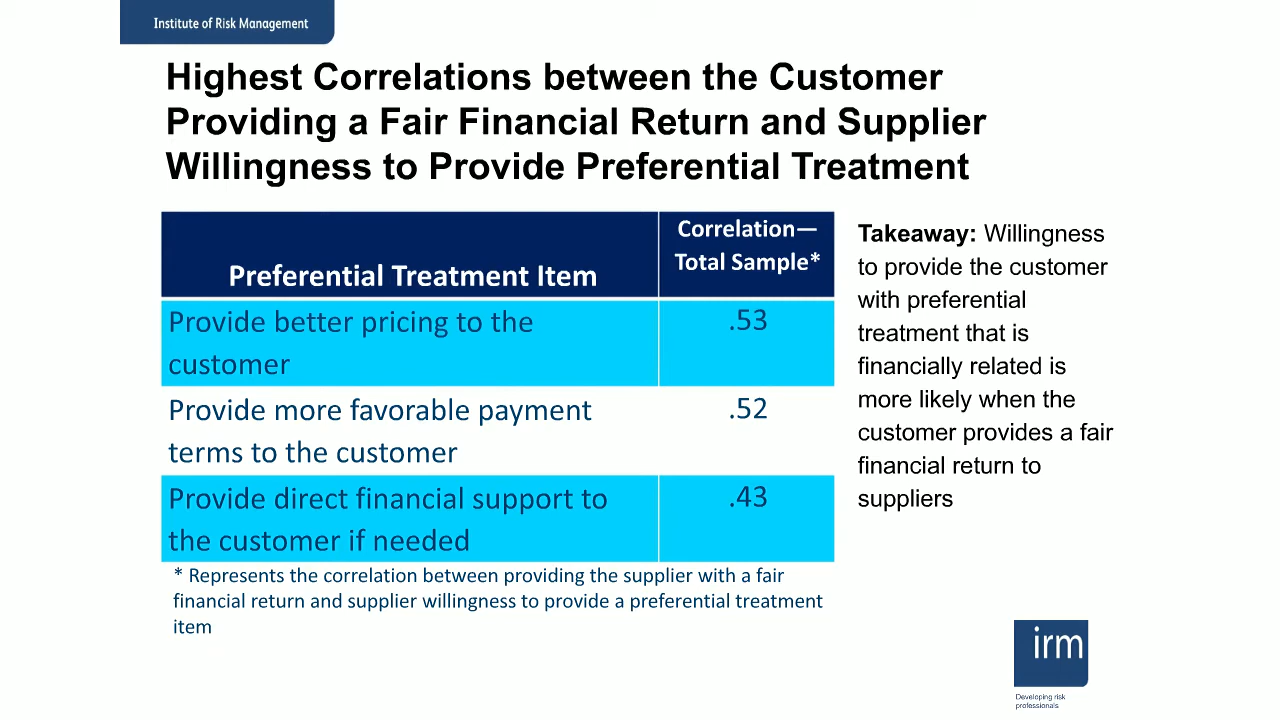 Institute of Risk Management
Highest Correlations between the Customer
Providing a Fair Financial Return and Supplier
Willingness to Provide Preferential Treatment
Preferential Treatment Item
Correlation—
Total Sample*
Provide better pricing to the
customer
.53
Provide more favorable payment
terms to the customer
.52
Provide direct financial support to
the customer if needed
.43
* Represents the correlation between providing the supplier with a fair
financial return and supplier willingness to provide a preferential treatment
item
Takeaway: Willingness
to provide the customer
with preferential
treatment that is
financially related is
more likely when the
customer provides a fair
financial return to
suppliers
irm
Developing risk
professionals